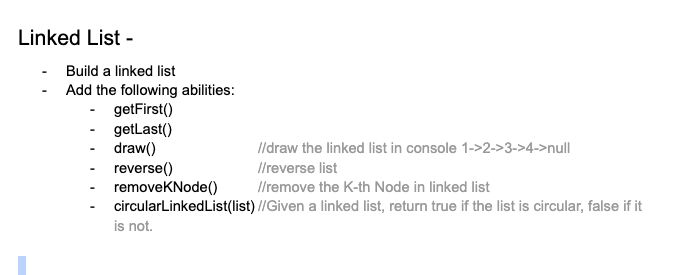 Linked List -
- Build a linked list
- Add the following abilities:
- getFirst()
- getLast()
- draw() //draw the linked list in console 1->2->3->4->null
- reverse() //reverse list
- removeKNode() //remove the K-th Node in linked list
- circularLinkedList(list) //Given a linked list, return true if the list is circular, false if it
is not.